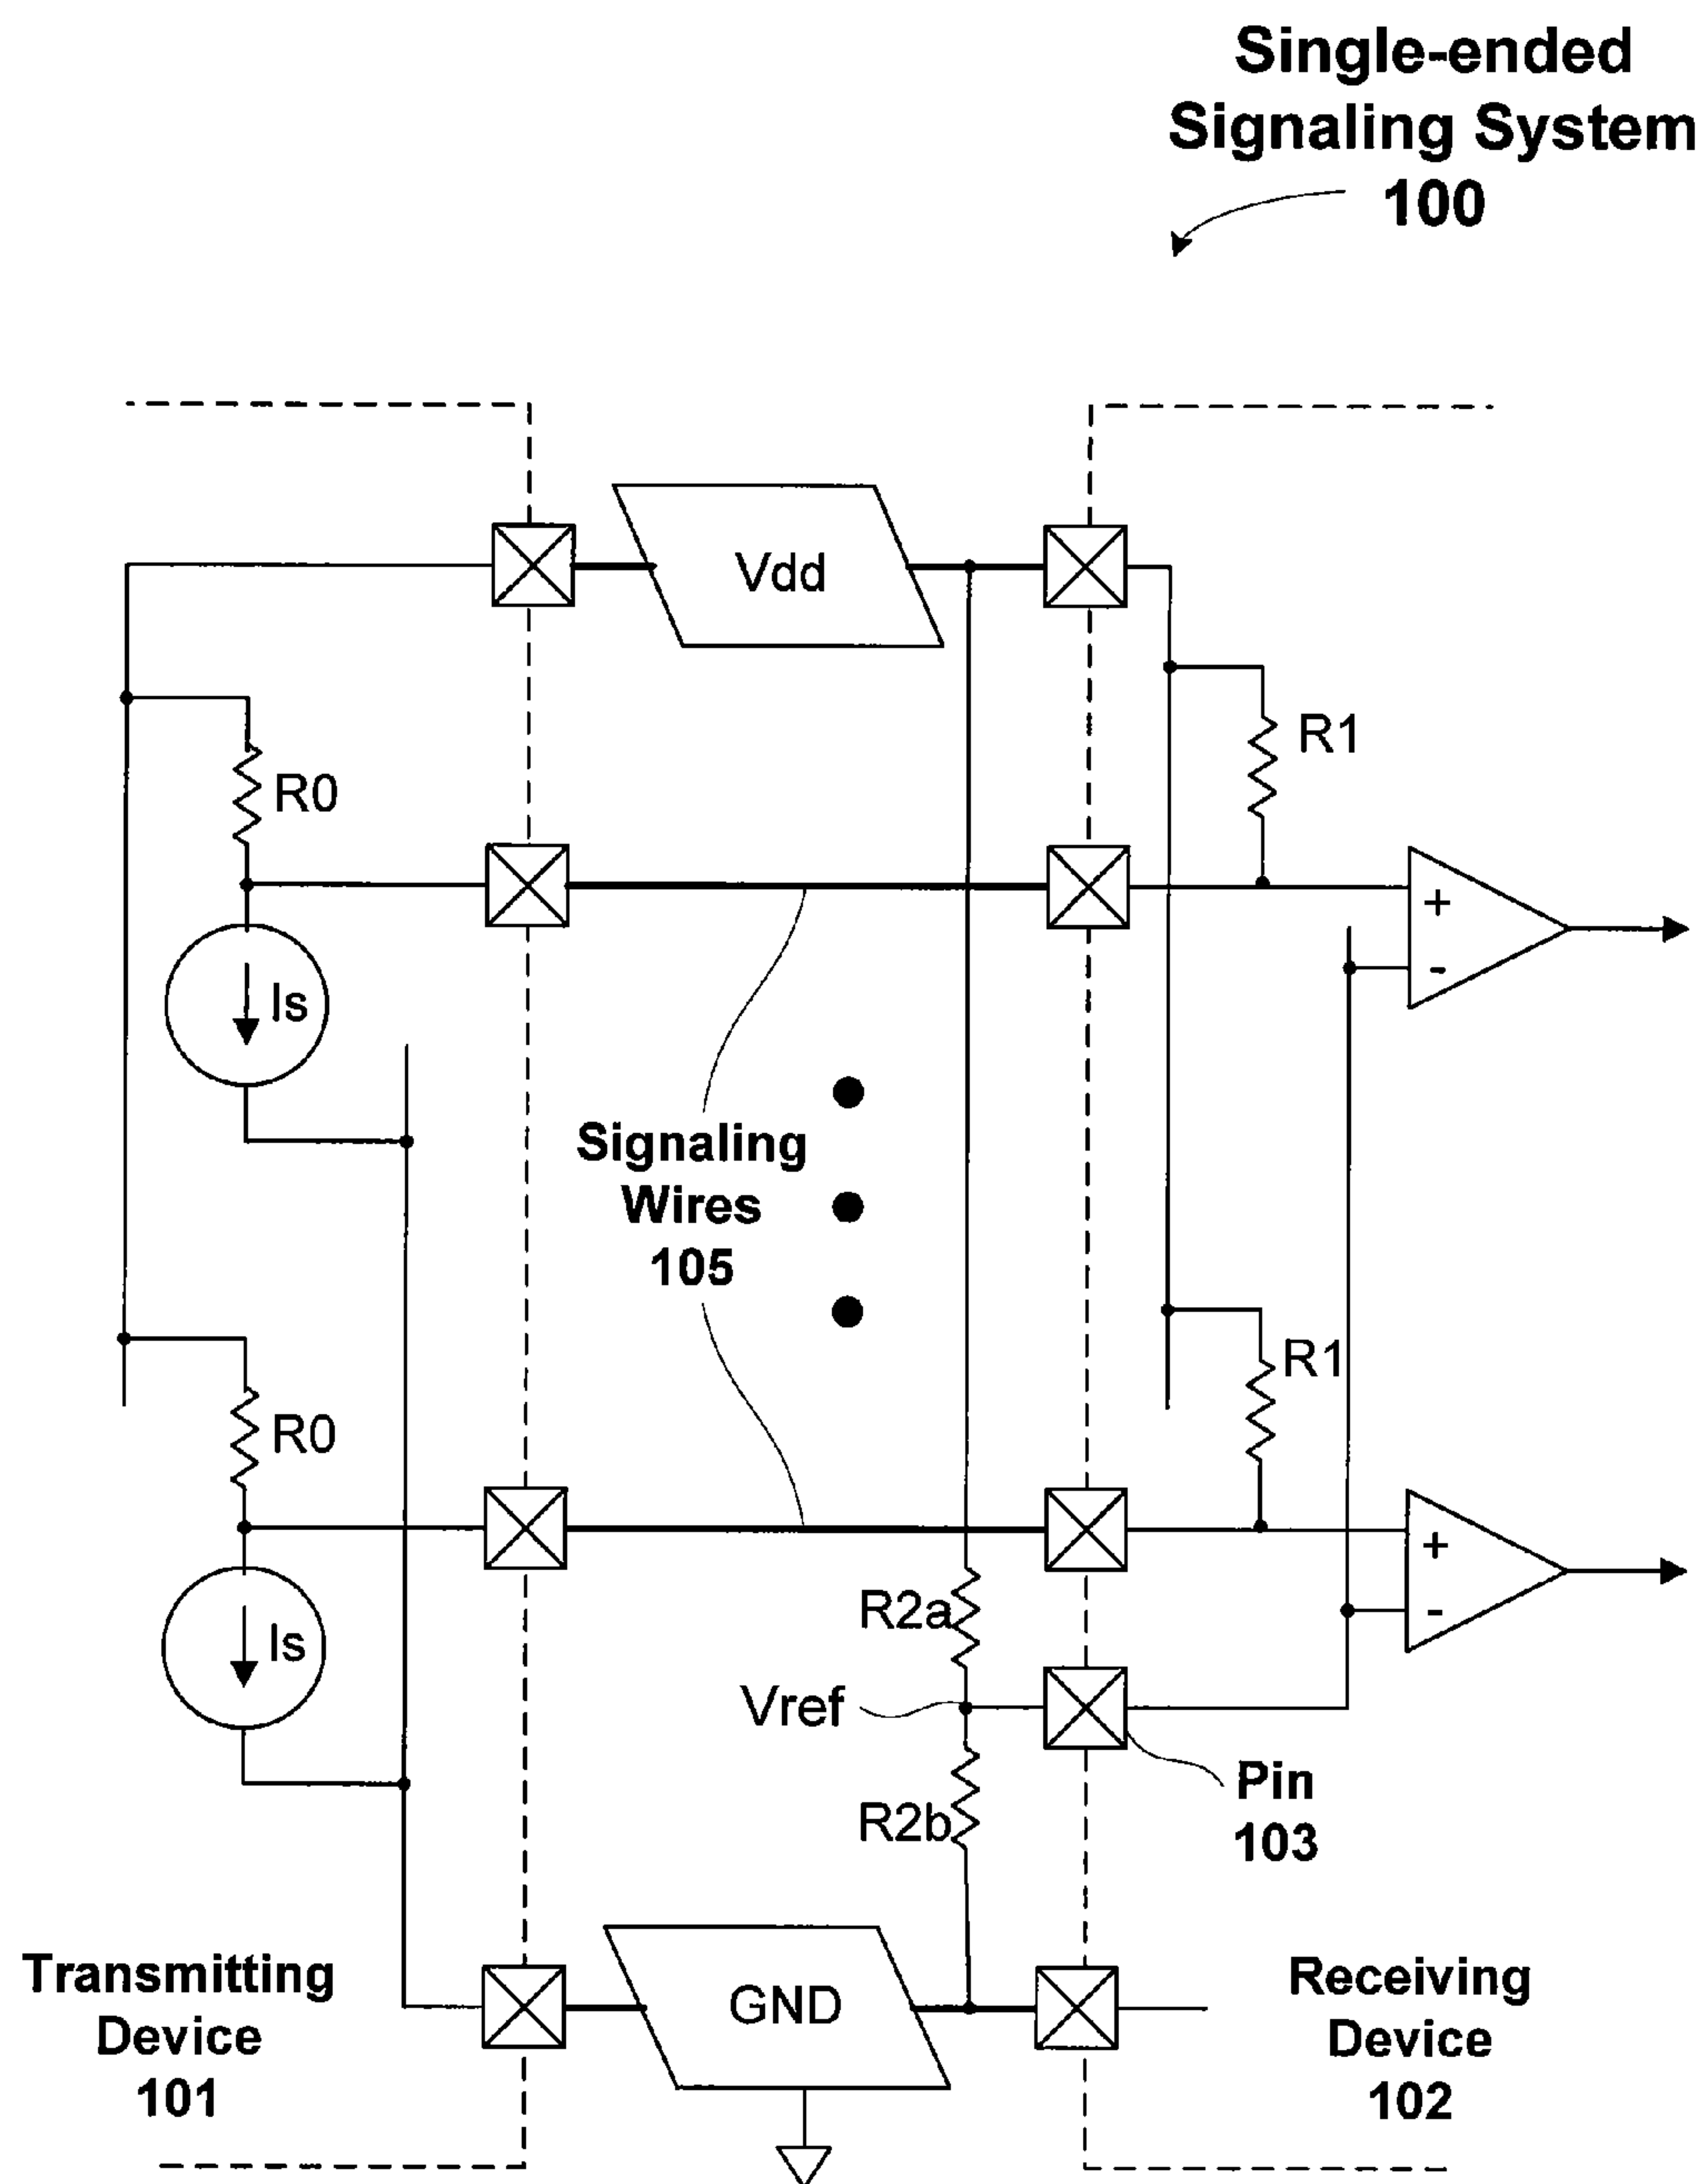 Single-ended
Signaling System
100
Vdd
R1
R0
+
-
Is
Signaling
Wires
105
R1
R0
+
R2a
-
Is
Vref
Pin
103
R2b
Transmitting
Device
101
GND
Receiving
Device
102